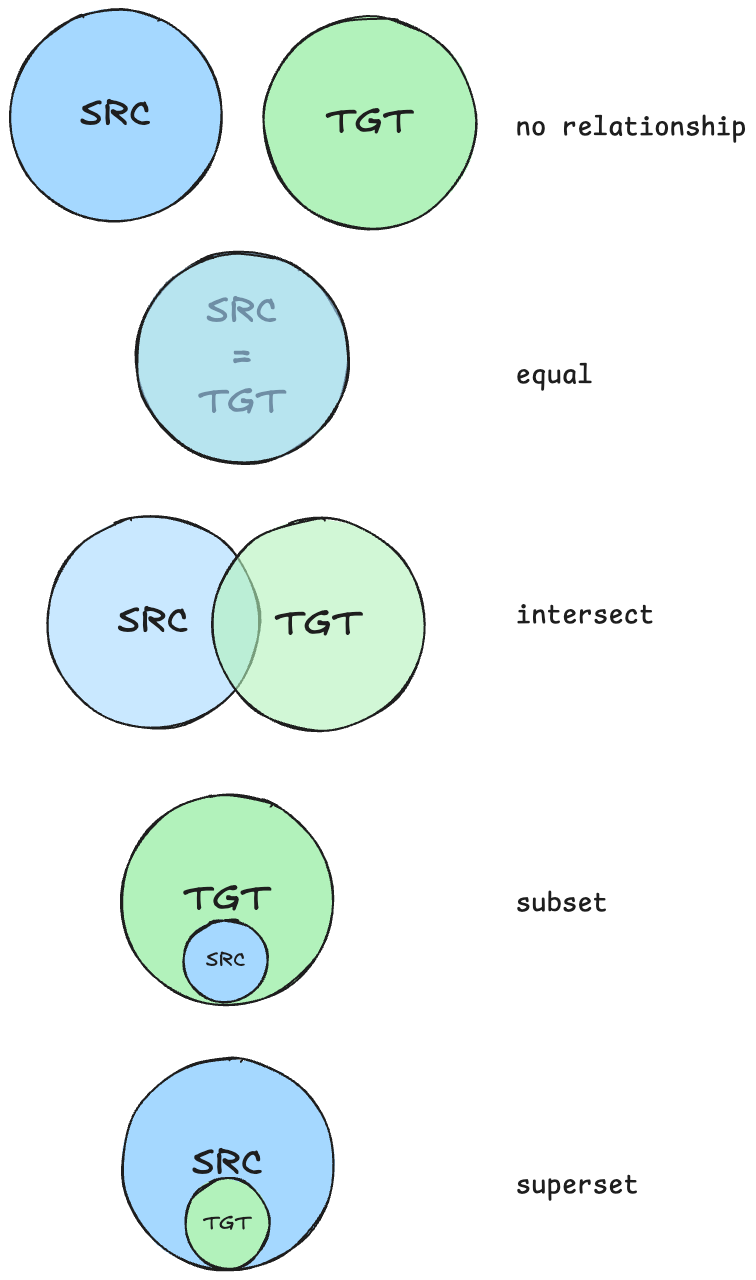 SRC
TGT
no relationship
SRC
=
TGT
equal
SRC
TGT
intersect
TGT
SRC
subset
SRC
TGT
superset